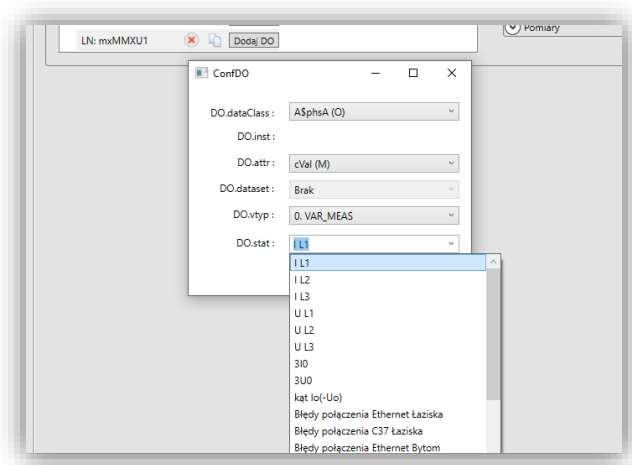 Pomiary
LN: mxMMXU1
Dodaj DO
ConfDO
DO.dataClass : A$phsA (O)
DO.inst :
DO.attr : cVal (M)
DO.dataset : Brak
DO.vtyp : 0. VAR_MEAS
DO.stat : I L1
I L1
I L2
I L3
U L1
U L2
U L3
3I0
3U0
kąt Io(-Uo)
Błędy połączenia Ethernet Łaziska
Błędy połączenia C37 Łaziska
Błędy połączenia Ethernet Bytom